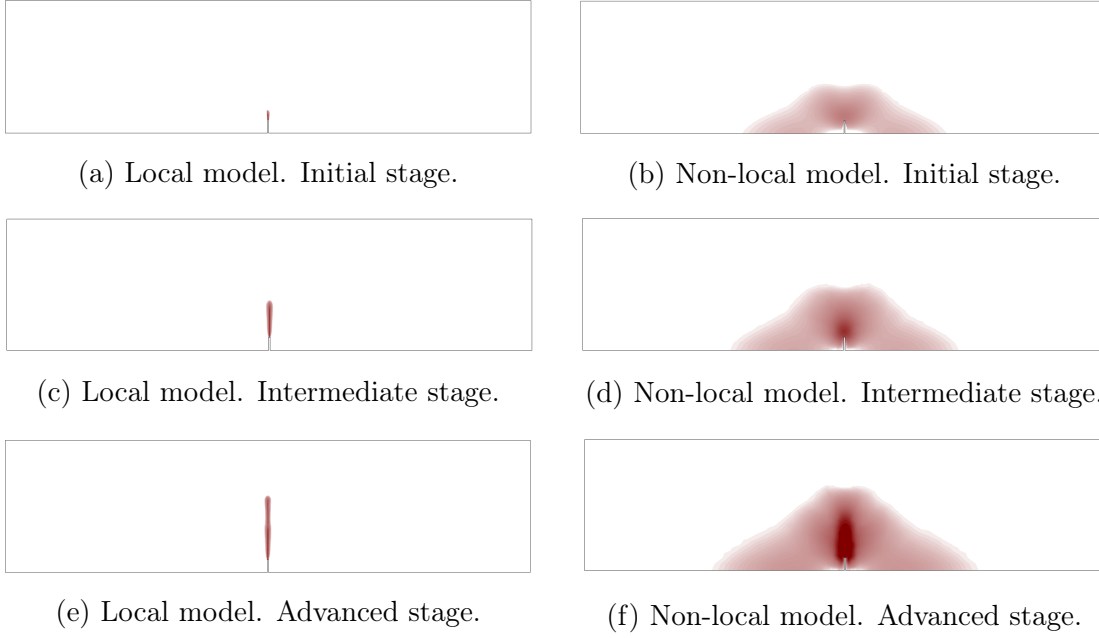 (a) Local model. Initial stage.
(b) Non-local model. Initial stage.
(c) Local model. Intermediate stage.
(d) Non-local model. Intermediate stage.
(e) Local model. Advanced stage.
(f) Non-local model. Advanced stage.